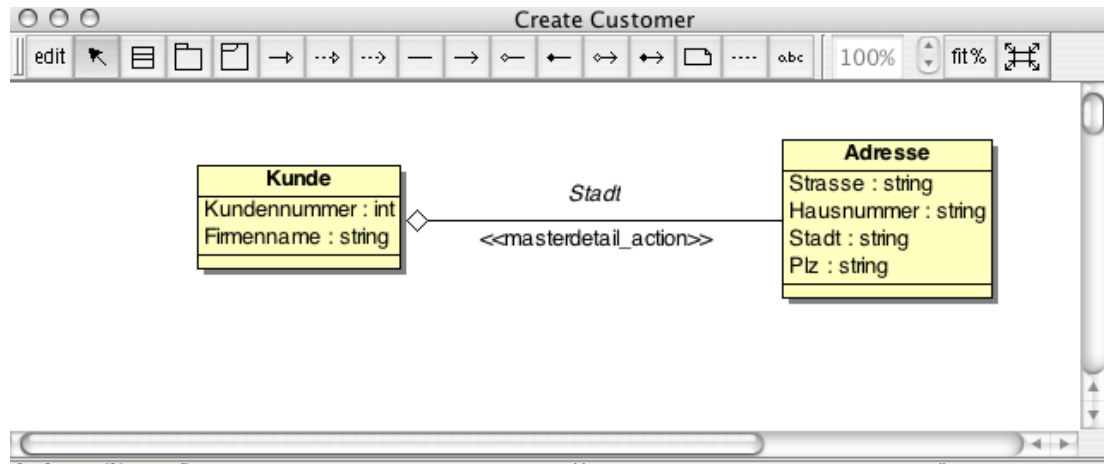 Create Customer
edit
a.b.c
100%
fit%
Kunde
Kundennummer : int
Firmenname : string
Stadt
<<masterdetail_action>>
Adresse
Strasse : string
Hausnummer : string
Stadt : string
Plz : string